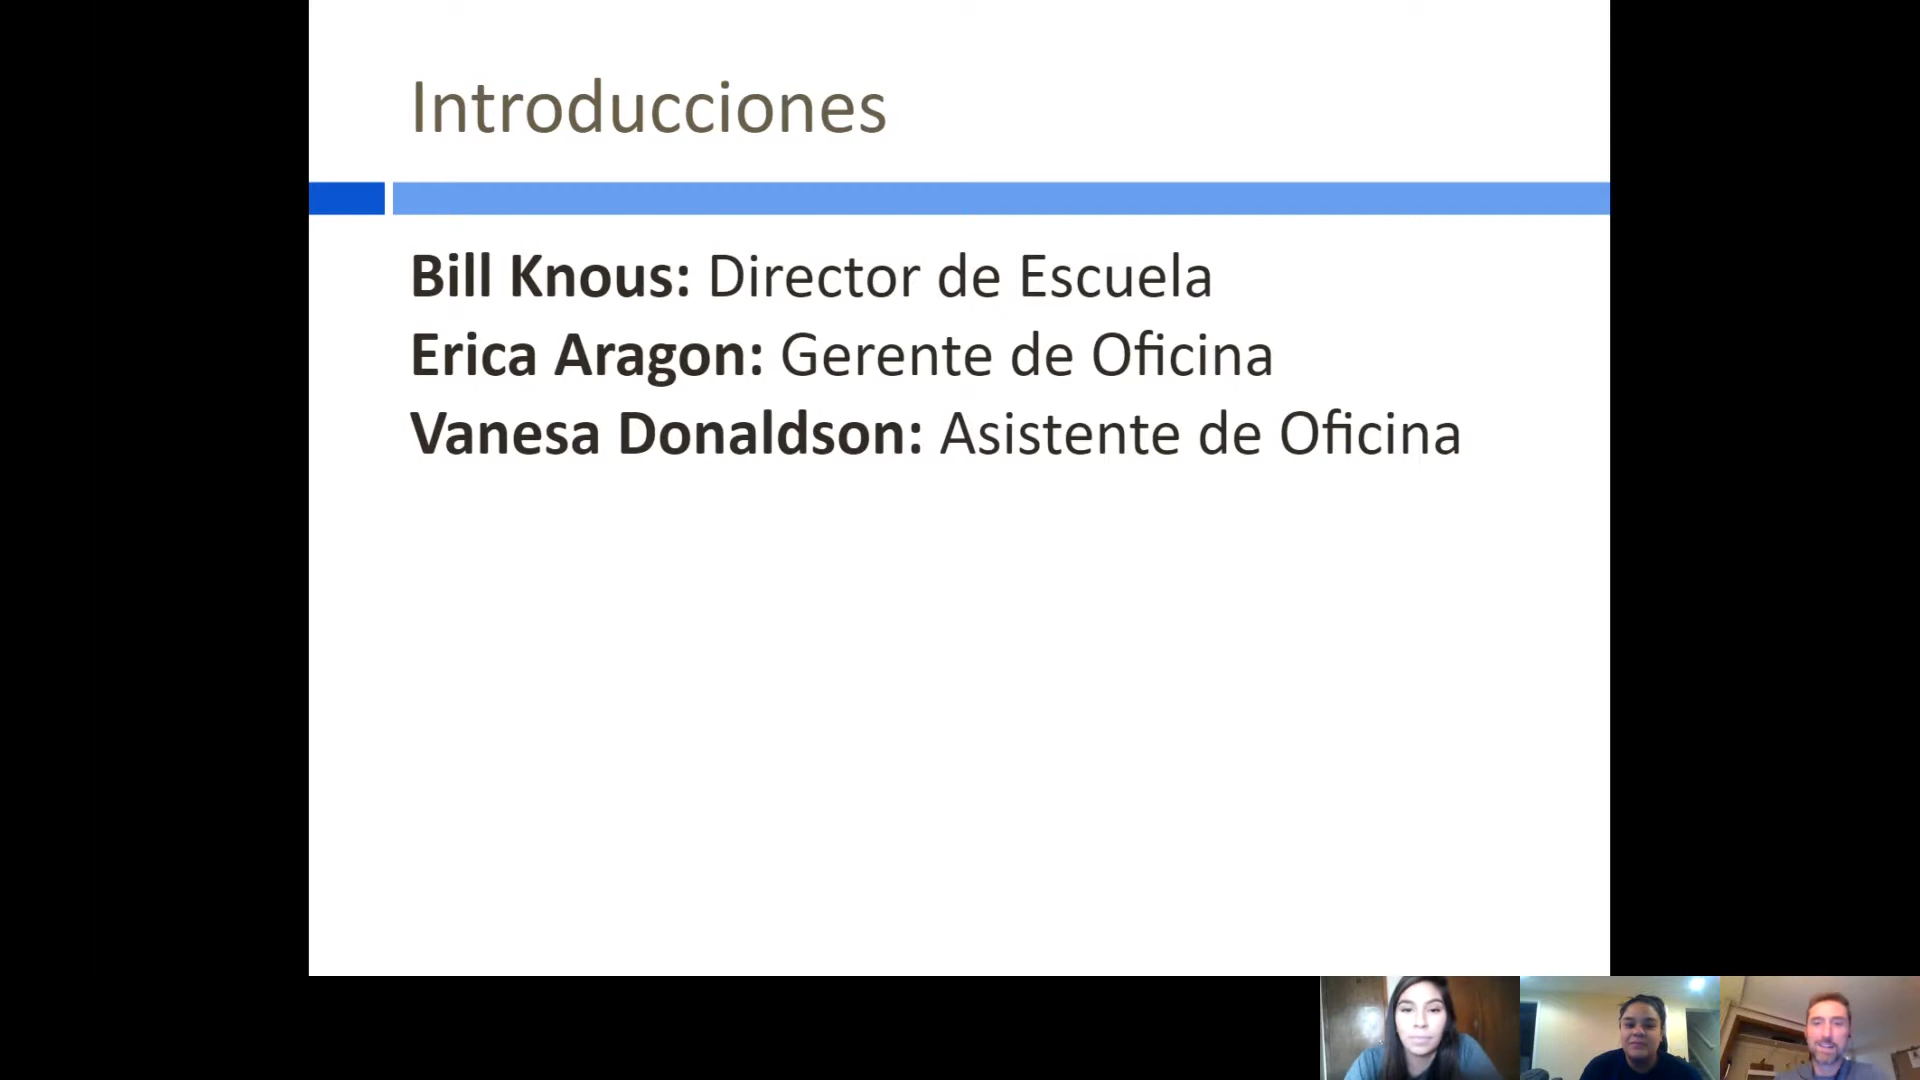 Introducciones
Bill Knous: Director de Escuela
Erica Aragon: Gerente de Oficina
Vanesa Donaldson: Asistente de Oficina